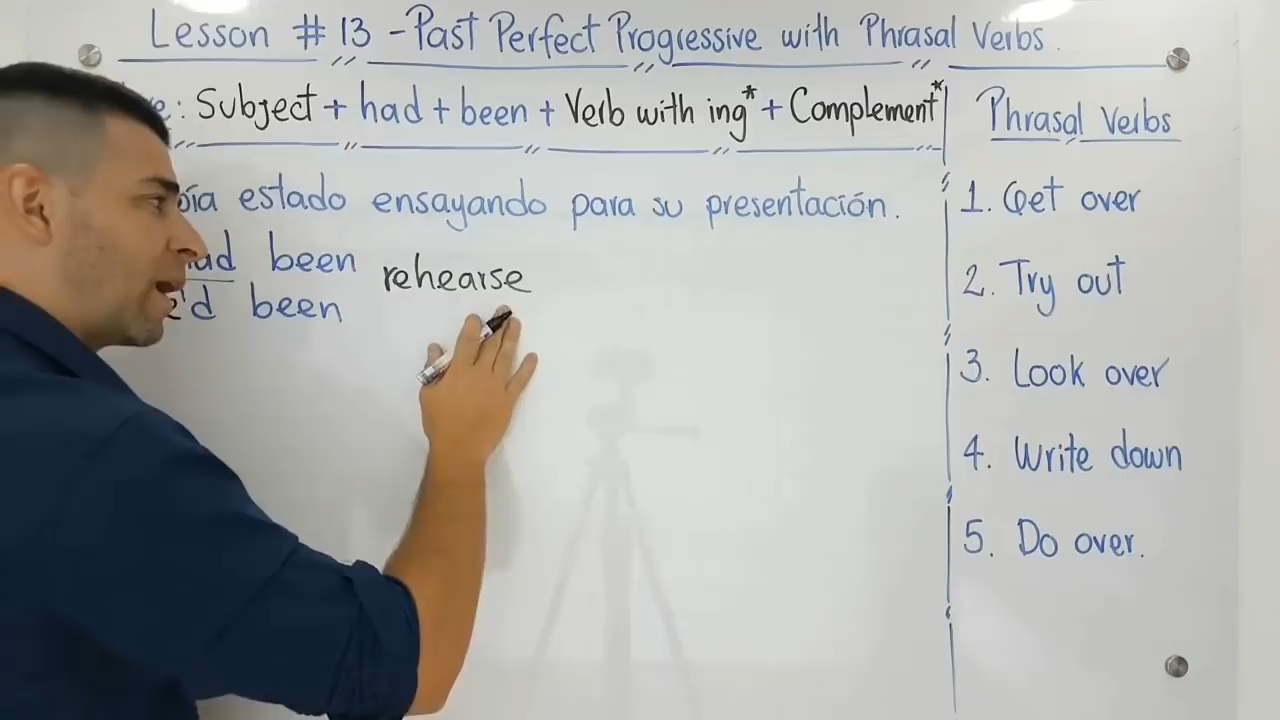 Lesson # 13 - Past Perfect Progressive with Phrasal Verbs.
: Subject + had + been + Verb with ing* + Complement*
estado ensayando para su presentación.
been rehearse
'd been
Phrasal Verbs
1. Get over
2. Try out
3. Look over
4. Write down
5. Do over.